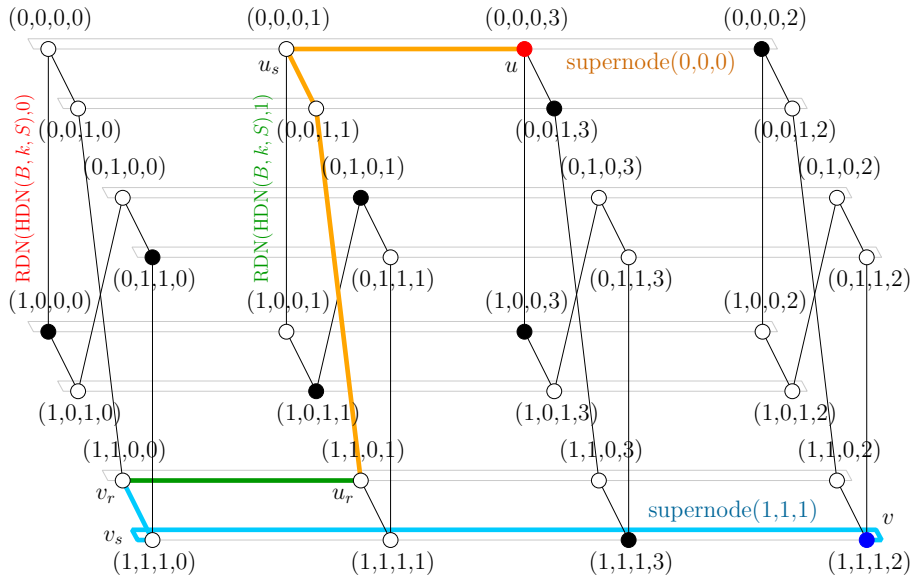 (0,0,0,0) (0,0,0,1) (0,0,0,3) (0,0,0,2)
u_s u supernode(0,0,0)
(0,0,1,0) (0,0,1,1) (0,0,1,3) (0,0,1,2)
RDN(HDN(B, k, S),0)
RDN(HDN(B, k, S),1)
(0,1,0,0) (0,1,0,1) (0,1,0,3) (0,1,0,2)
(0,1,1,0) (0,1,1,1) (0,1,1,3) (0,1,1,2)
(1,0,0,0) (1,0,0,1) (1,0,0,3) (1,0,0,2)
(1,0,1,0) (1,0,1,1) (1,0,1,3) (1,0,1,2)
(1,1,0,0) (1,1,0,1) (1,1,0,3) (1,1,0,2)
v_r u_r
v_s supernode(1,1,1) v
(1,1,1,0) (1,1,1,1) (1,1,1,3) (1,1,1,2)